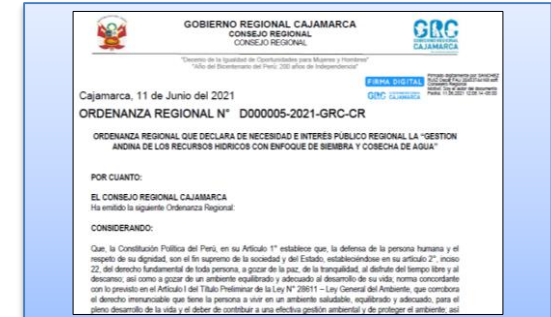 GOBIERNO REGIONAL CAJAMARCA
CONSEJO REGIONAL
CONSEJO REGIONAL
GRC
CAJAMARCA
"Decenio de la Igualdad de Oportunidades para Mujeres y Hombres"
"Año del Bicentenario del Perú: 200 años de Independencia"
FIRMA DIGITAL
GRC
Cajamarca, 11 de Junio del 2021
ORDENANZA REGIONAL N° D000005-2021-GRC-CR
ORDENANZA REGIONAL QUE DECLARA DE NECESIDAD E INTERÉS PÚBLICO REGIONAL LA "GESTION
ANDINA DE LOS RECURSOS HIDRICOS CON ENFOQUE DE SIEMBRA Y COSECHA DE AGUA"
POR CUANTO:
EL CONSEJO REGIONAL CAJAMARCA
Ha emitido la siguiente Ordenanza Regional:
CONSIDERANDO:
Que, la Constitución Política del Perú, en su Artículo 1° establece que, la defensa de la persona humana y el
respeto de su dignidad, son el fin supremo de la sociedad y del Estado, estableciéndose en su artículo 2°, inciso
22, del derecho fundamental de toda persona, a gozar de la paz, de la tranquilidad, al disfrute del tiempo libre y al
descanso; así como a gozar de un ambiente equilibrado y adecuado al desarrollo de su vida; norma concordante
con lo previsto en el Artículo I del Título Preliminar de la Ley N° 28611 – Ley General del Ambiente, que corrobora
el derecho irrenunciable que tiene la persona a vivir en un ambiente saludable, equilibrado y adecuado, para el
pleno desarrollo de la vida y el deber de contribuir a una efectiva gestión ambiental y de proteger el ambiente; así